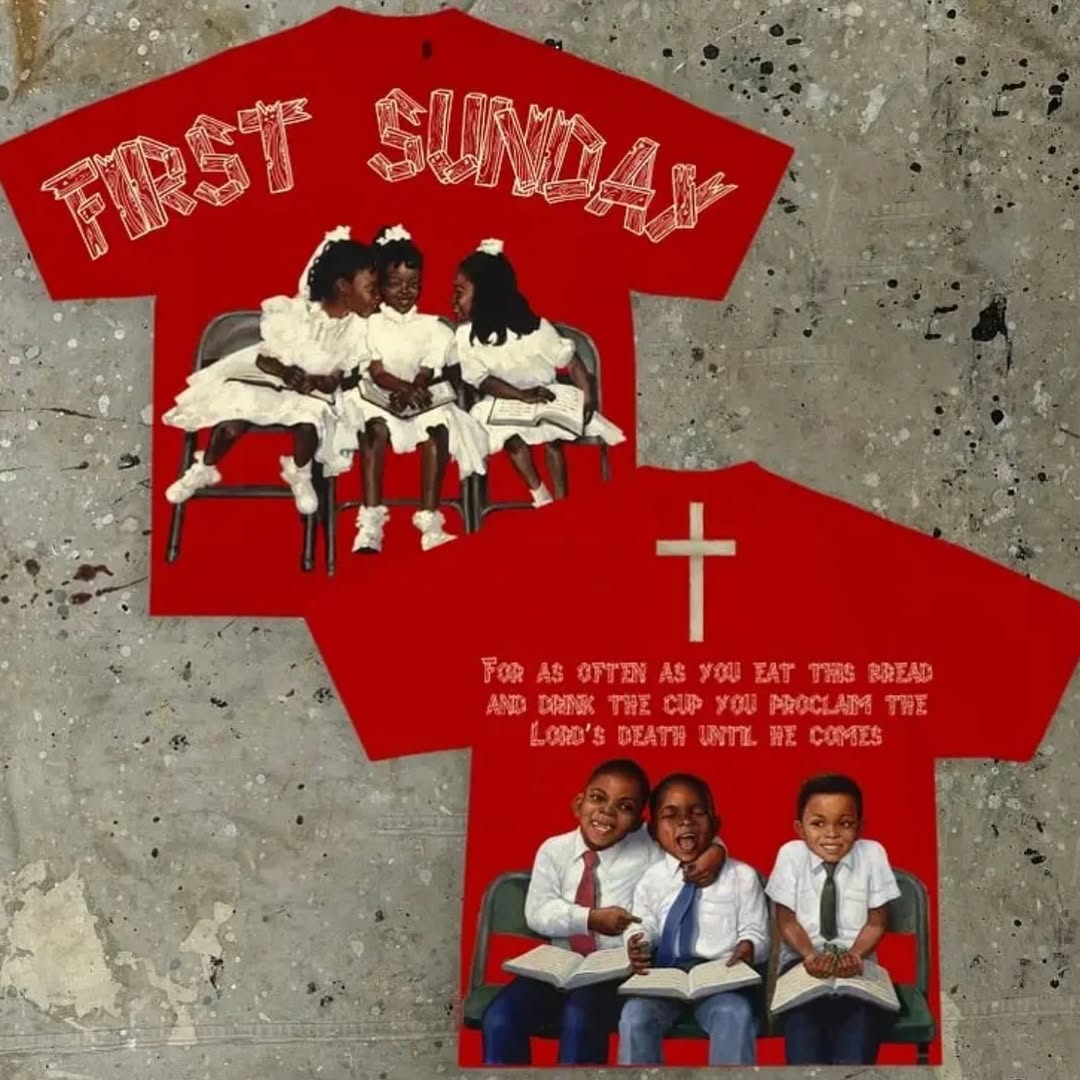 FIRST SUNDAY
FOR AS OFTEN AS YOU EAT THIS BREAD
AND DRINK THE CUP YOU PROCLAIM THE
LORD'S DEATH UNTIL HE COMES